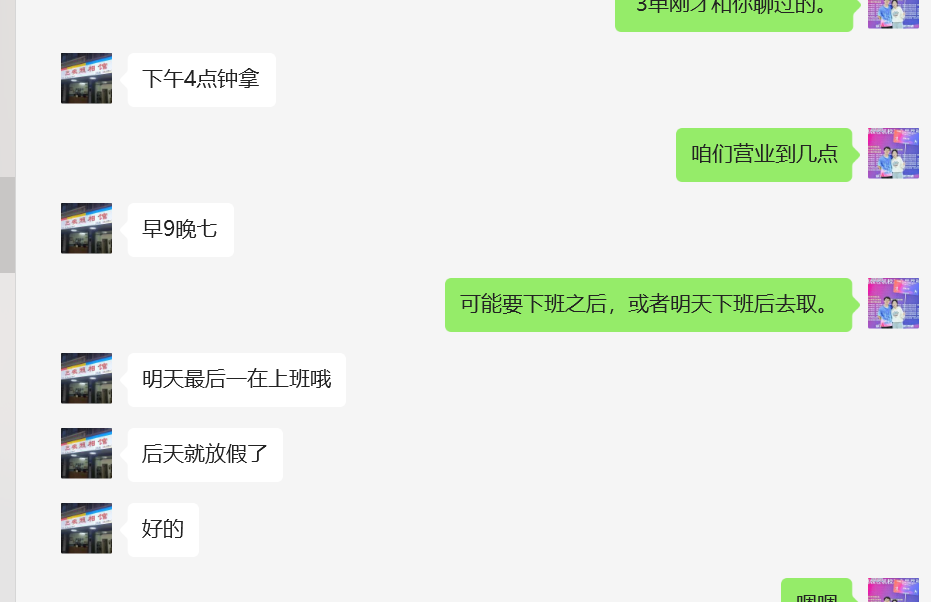 3单刚才和你聊过的。
下午4点钟拿
咱们营业到几点
早9晚七
可能要下班之后，或者明天下班后去取。
明天最后一在上班哦
后天就放假了
好的
嗯嗯